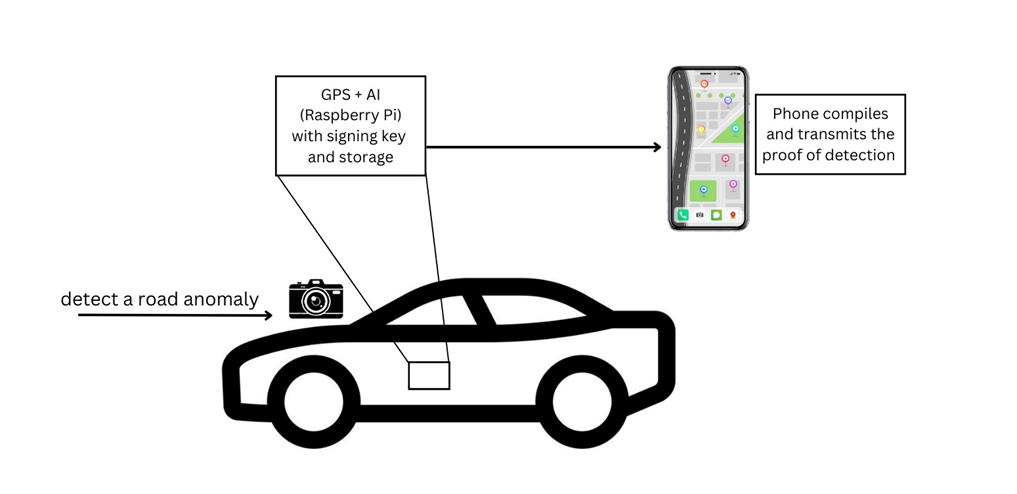 GPS + AI
(Raspberry Pi)
with signing key
and storage
Phone compiles
and transmits the
proof of detection
detect a road anomaly